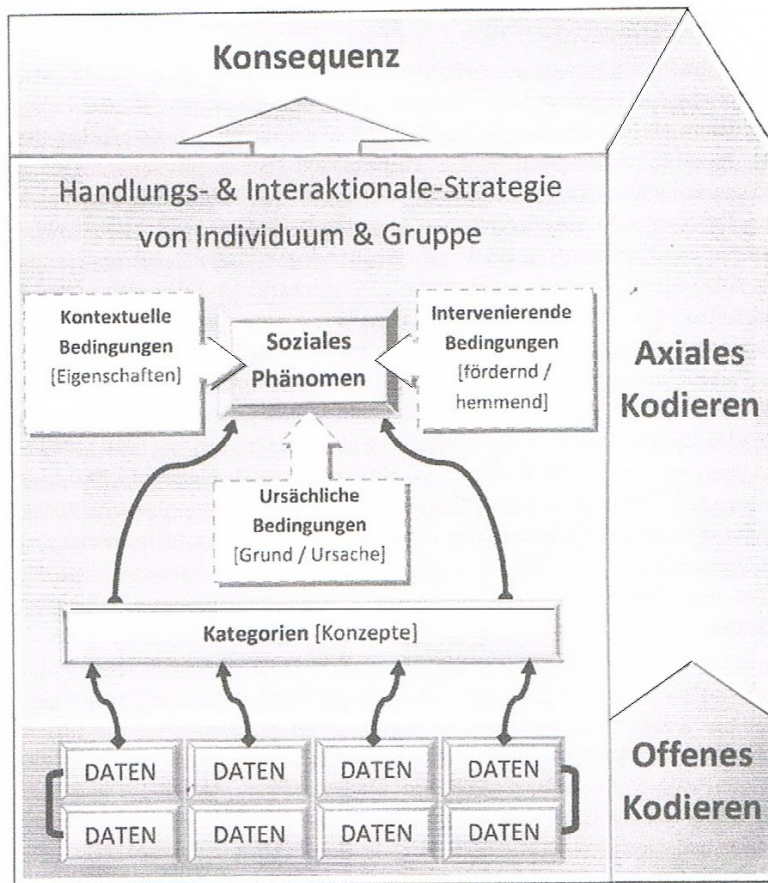 Konsequenz
Handlungs- & Interaktionale-Strategie
von Individuum & Gruppe
Kontextuelle
Bedingungen
[Eigenschaften]
Soziales
Phänomen
Intervenierende
Bedingungen
[fördernd /
hemmend]
Axiales
Kodieren
Ursächliche
Bedingungen
[Grund / Ursache]
Kategorien [Konzepte]
DATEN DATEN DATEN DATEN
DATEN DATEN DATEN DATEN
Offenes
Kodieren